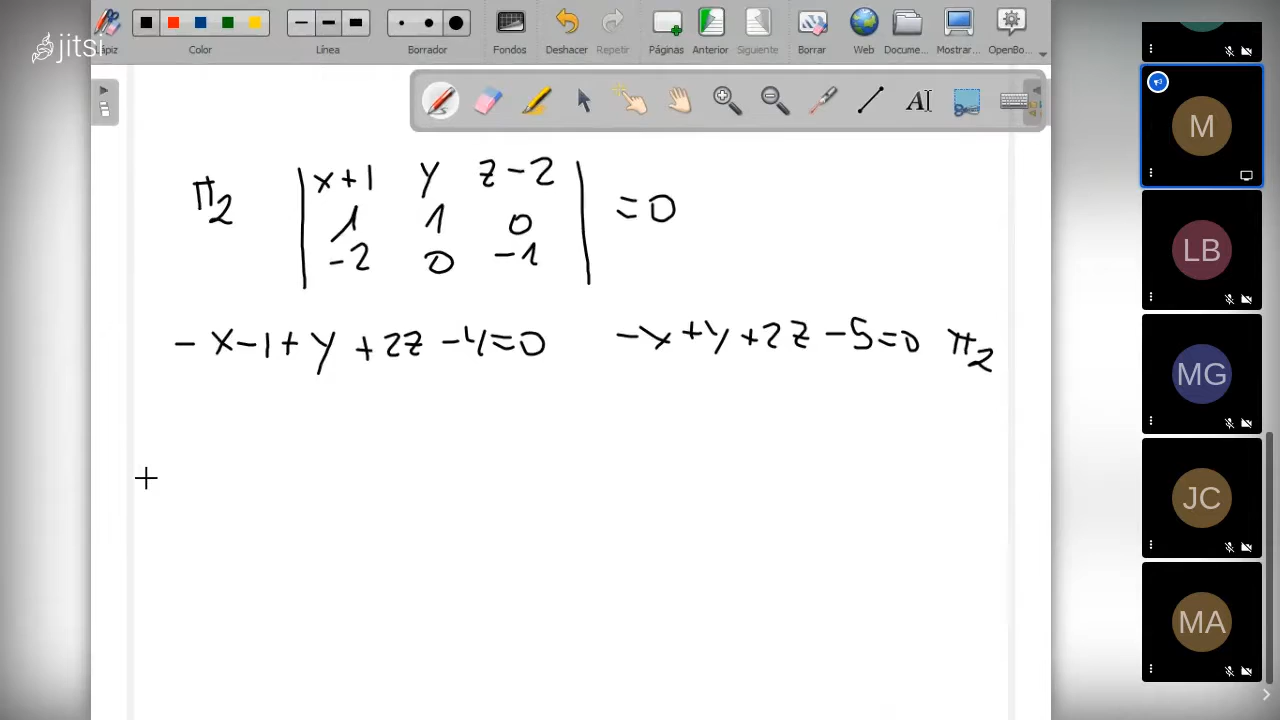 jitsi
Lápiz Color Línea Borrador Fondos Deshacer Repetir Páginas Anterior Siguiente Borrar Web Docume... Mostrar... OpenBo...
π₂ | x+1 y z-2 |
| 1 1 0 | =0
| -2 0 -1 |
-x-1+y+2z-4=0 -x+y+2z-5=0 π₂
M
LB
MG
JC
MA